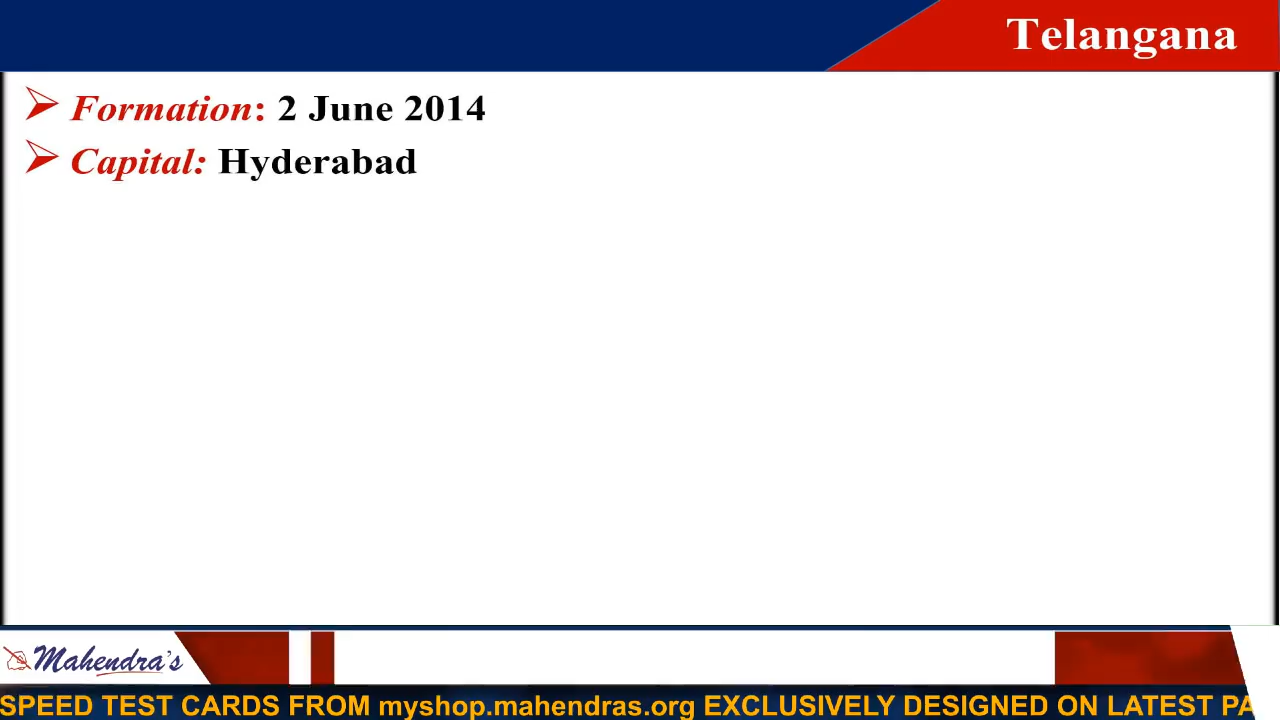 Telangana
Formation: 2 June 2014
Capital: Hyderabad
Mahendra's
SPEED TEST CARDS FROM myshop.mahendras.org EXCLUSIVELY DESIGNED ON LATEST PA